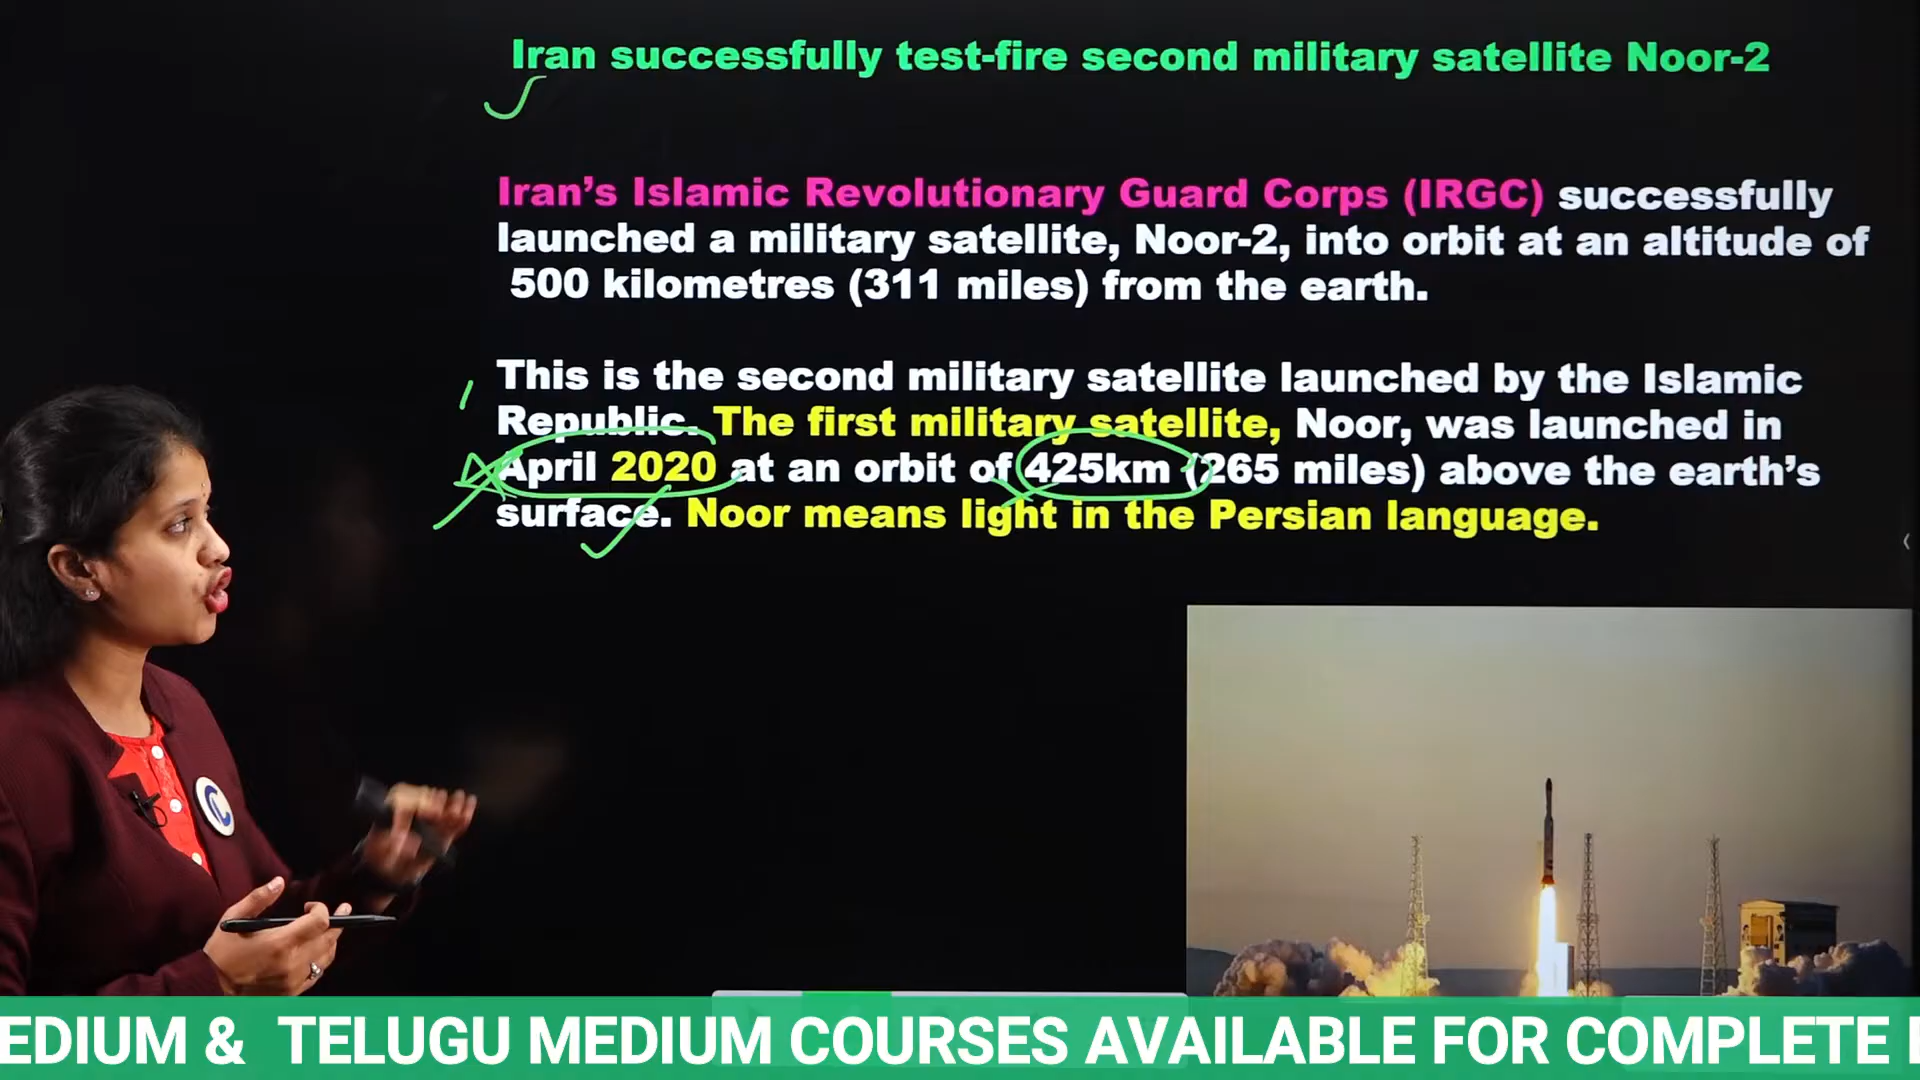 Iran successfully test-fire second military satellite Noor-2
Iran’s Islamic Revolutionary Guard Corps (IRGC) successfully
launched a military satellite, Noor-2, into orbit at an altitude of
500 kilometres (311 miles) from the earth.
This is the second military satellite launched by the Islamic
Republic. The first military satellite, Noor, was launched in
April 2020 at an orbit of 425km (265 miles) above the earth’s
surface. Noor means light in the Persian language.
EDIUM & TELUGU MEDIUM COURSES AVAILABLE FOR COMPLETE